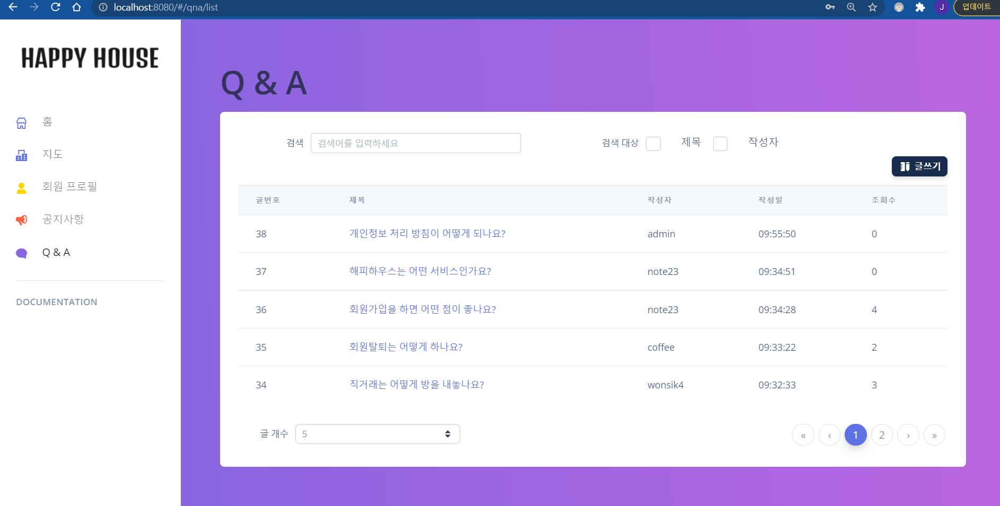 localhost:8080/#/qna/list
J
업데이트
HAPPY HOUSE
홈
지도
회원 프로필
공지사항
Q & A
DOCUMENTATION
Q & A
검색 검색어를 입력하세요 검색 대상 제목 작성자
글쓰기
글번호 제목 작성자 작성일 조회수
38 개인정보 처리 방침이 어떻게 되나요? admin 09:55:50 0
37 해피하우스는 어떤 서비스인가요? note23 09:34:51 0
36 회원가입을 하면 어떤 점이 좋나요? note23 09:34:28 4
35 회원탈퇴는 어떻게 하나요? coffee 09:33:22 2
34 직거래는 어떻게 방을 내놓나요? wonsik4 09:32:33 3
글 개수 5 « ‹ 1 2 › »